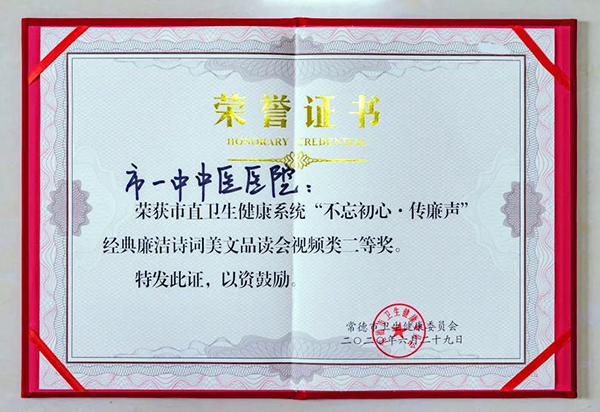 荣誉证书
HONORARY CREDENTIAL
市一中中医医院：
荣获市直卫生健康系统“不忘初心·传廉声”
经典廉洁诗词美文品读会视频类二等奖。
特发此证，以资鼓励。
常德市卫生健康委员会
二〇二〇年六月二十九日